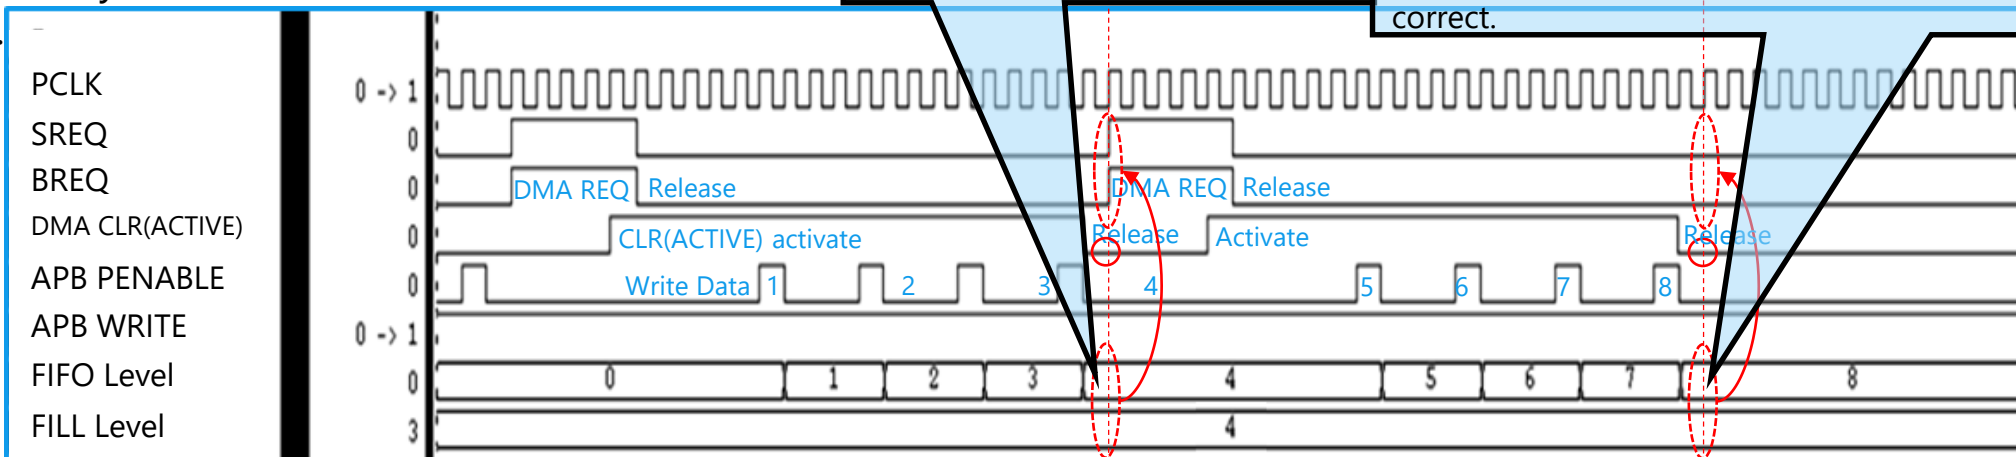 correct.
PCLK 0 -> 1
SREQ 0
BREQ 0 DMA REQ Release DMA REQ Release
DMA CLR(ACTIVE) 0 CLR(ACTIVE) activate Release Activate Release
APB PENABLE 0 Write Data 1 2 3 4 5 6 7 8
APB WRITE 0 -> 1
FIFO Level 0 0 1 2 3 4 5 6 7 8
FILL Level 3 4